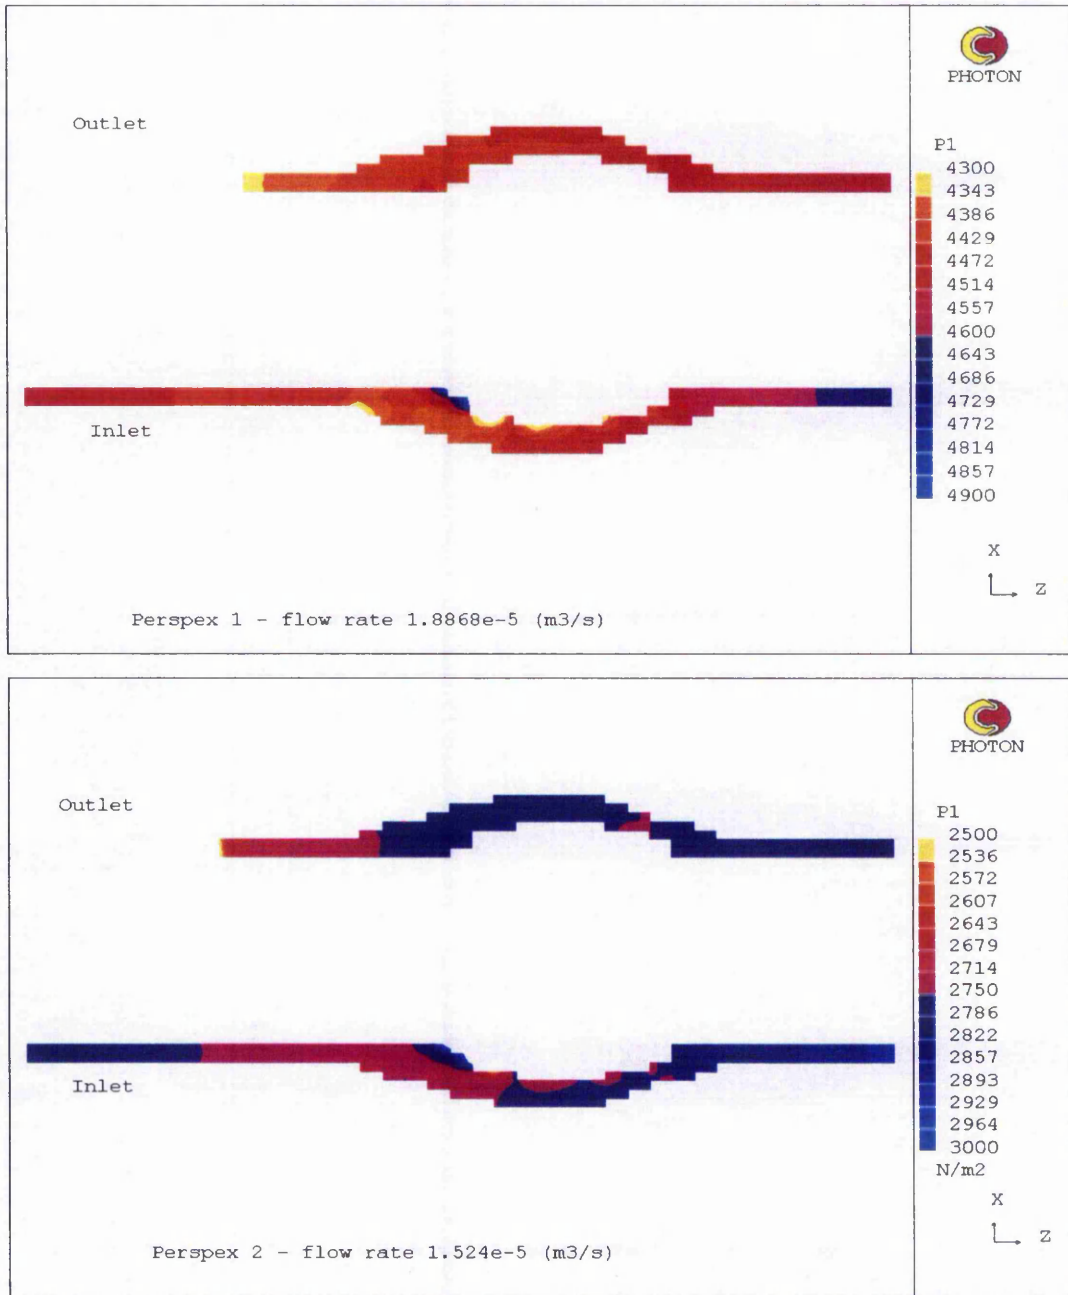 PHOTON
Outlet
P1
4300
4343
4386
4429
4472
4514
4557
4600
4643
4686
4729
4772
4814
4857
4900
Inlet
X
Z
Perspex 1 - flow rate 1.8868e-5 (m3/s)
PHOTON
Outlet
P1
2500
2536
2572
2607
2643
2679
2714
2750
2786
2822
2857
2893
2929
2964
3000
N/m2
Inlet
X
Z
Perspex 2 - flow rate 1.524e-5 (m3/s)